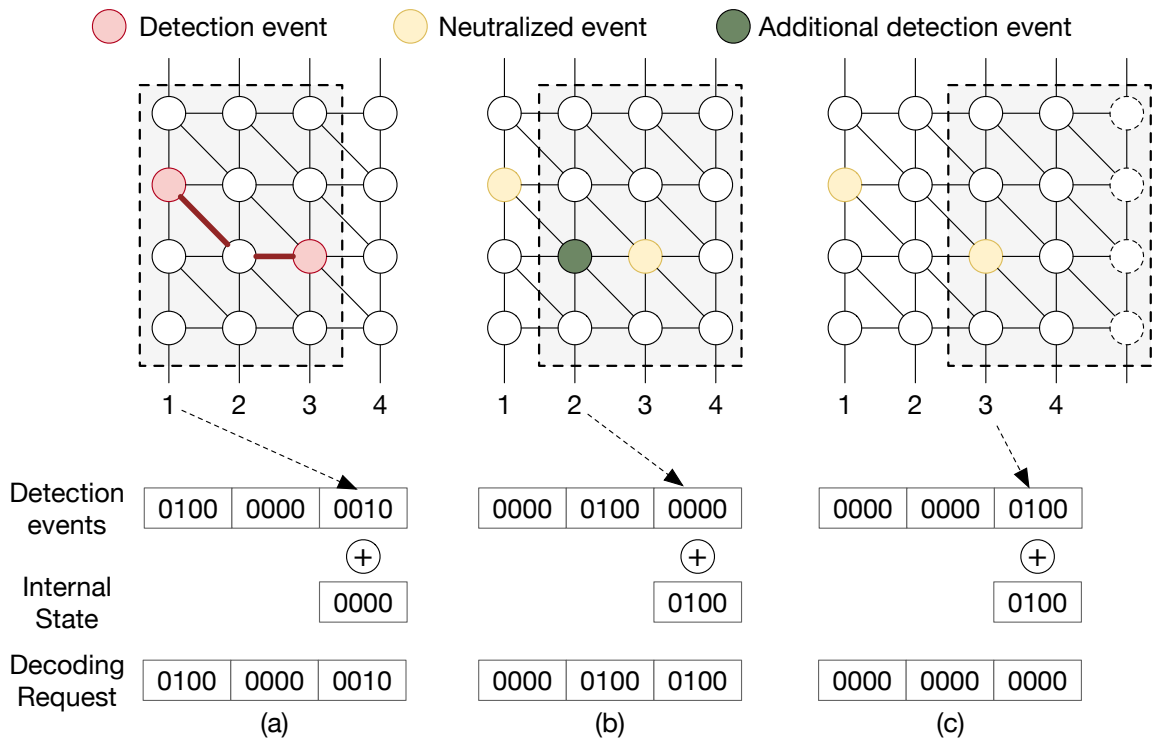 Detection event Neutralized event Additional detection event
1 2 3 4 1 2 3 4 1 2 3 4
Detection events 0100 0000 0010 0000 0100 0000 0000 0000 0100
+ + +
Internal State 0000 0100 0100
Decoding Request 0100 0000 0010 0000 0100 0100 0000 0000 0000
(a) (b) (c)